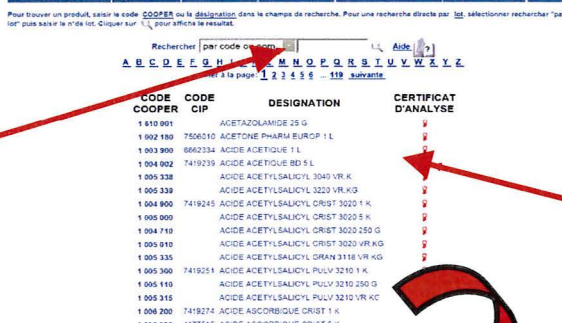 Pour trouver un produit, saisir le code COOPER ou la désignation dans le champs de recherche. Pour une recherche directe par lot, sélectionner rechercher "par
lot" puis saisir le n°de lot. Cliquer sur pour affiche le resultat.
Rechercher par code ou nom Aide
A B C D E F G H L M N O P Q R S T U V W X Y Z
à la page: 1 2 3 4 5 6 ... 119 suivante
CODE COOPER CODE CIP DESIGNATION CERTIFICAT D'ANALYSE
1 610 001 ACETAZOLAMIDE 25 G
1 002 180 7506010 ACETONE PHARM EUROP 1 L
1 003 900 6662334 ACIDE ACETIQUE 1 L
1 004 002 7419239 ACIDE ACETIQUE BD 5 L
1 005 338 ACIDE ACETYLSALICYL 3040 VR.K
1 005 339 ACIDE ACETYLSALICYL 3220 VR.KG
1 004 900 7419245 ACIDE ACETYLSALICYL CRIST 3020 1 K
1 005 000 ACIDE ACETYLSALICYL CRIST 3020 5 K
1 004 710 ACIDE ACETYLSALICYL CRIST 3020 250 G
1 005 010 ACIDE ACETYLSALICYL CRIST 3020 VR KG
1 005 335 ACIDE ACETYLSALICYL GRAN 3118 VR KG
1 005 300 7419251 ACIDE ACETYLSALICYL PULV 3210 1 K
1 005 110 ACIDE ACETYLSALICYL PULV 3210 250 G
1 005 315 ACIDE ACETYLSALICYL PULV 3210 VR KG
1 006 200 7419274 ACIDE ASCORBIQUE CRIST 1 K
ACIDE ASCORBIQUE CRIST 5 K